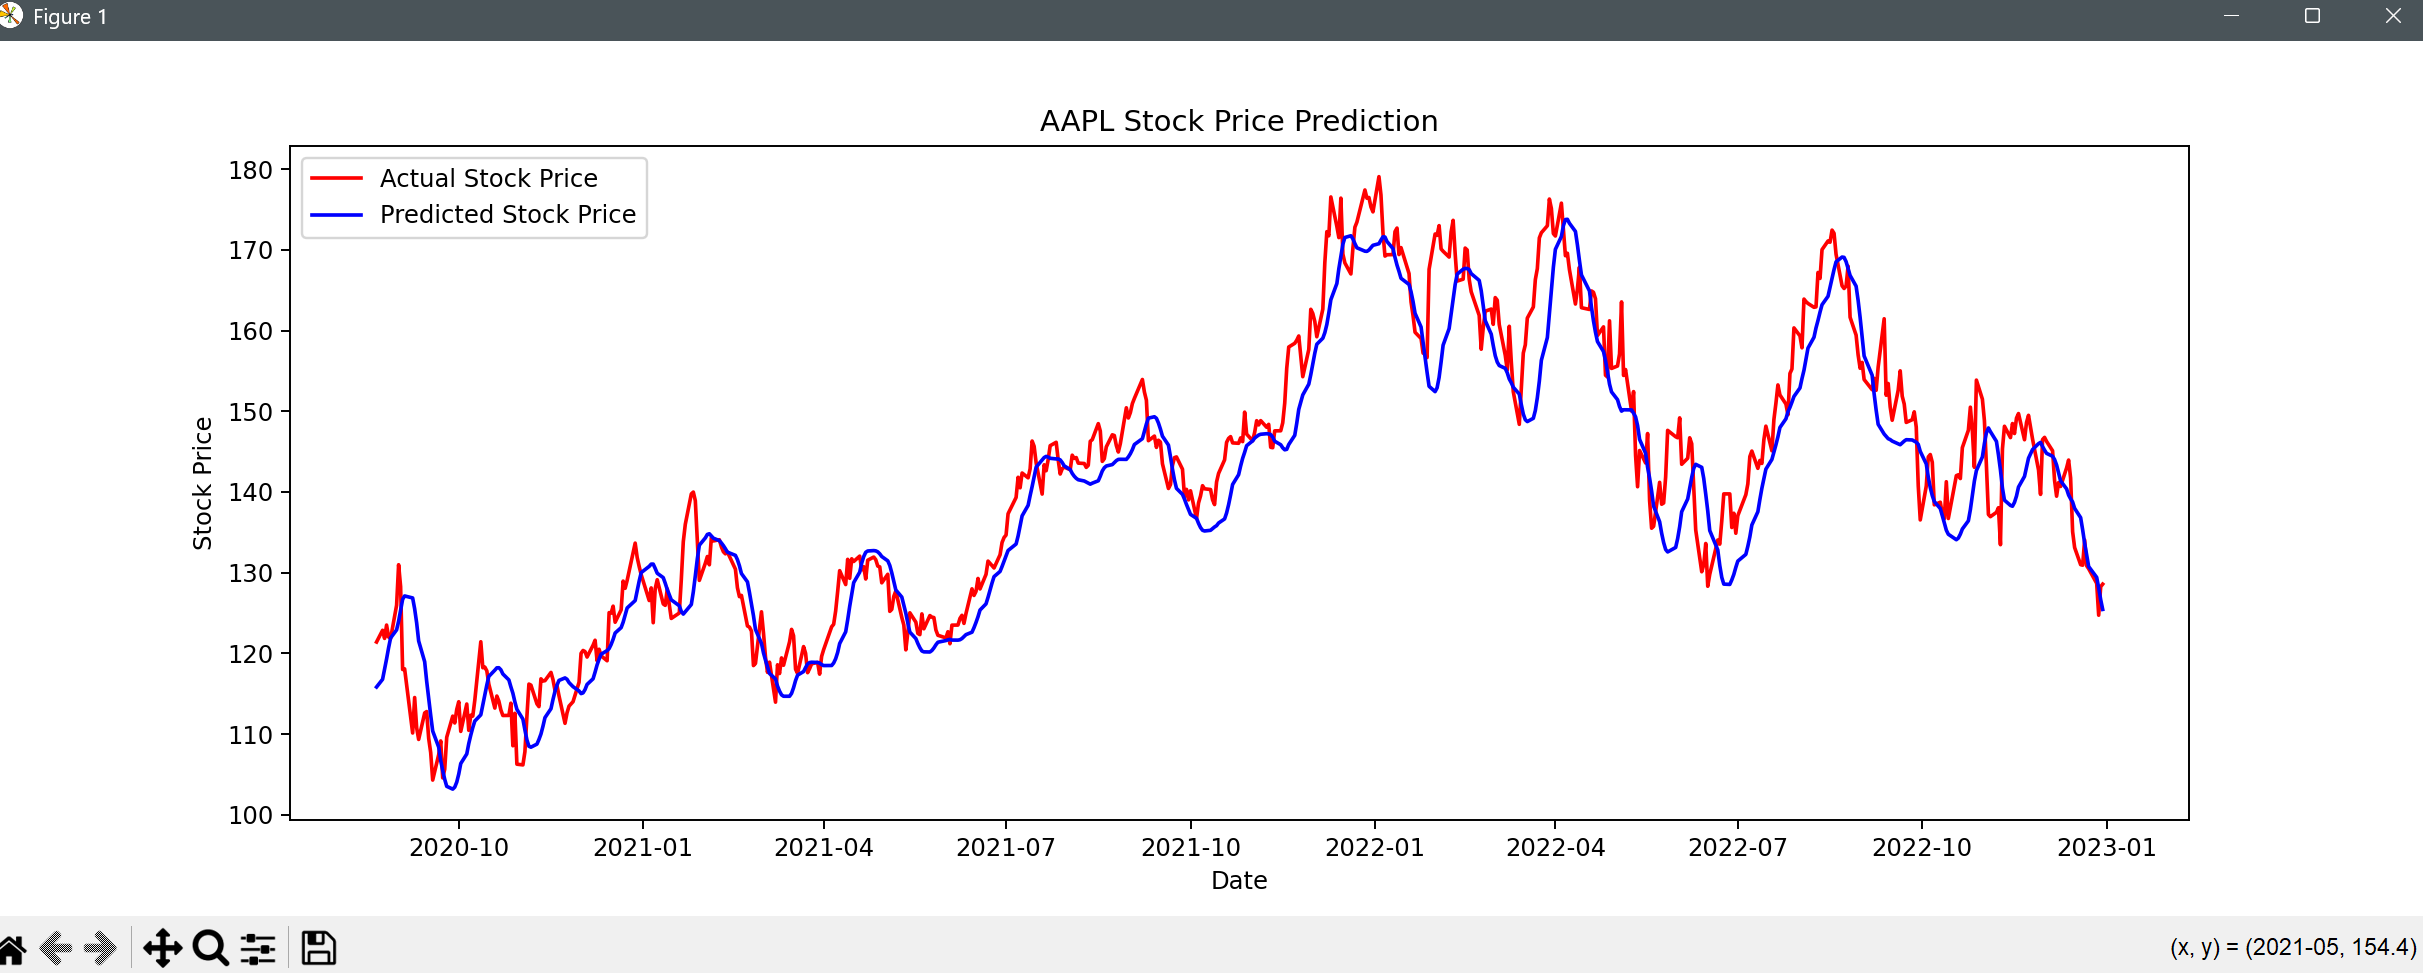 Figure 1
AAPL Stock Price Prediction
Actual Stock Price
Predicted Stock Price
Stock Price
180
170
160
150
140
130
120
110
100
2020-10 2021-01 2021-04 2021-07 2021-10 2022-01 2022-04 2022-07 2022-10 2023-01
Date
(x, y) = (2021-05, 154.4)